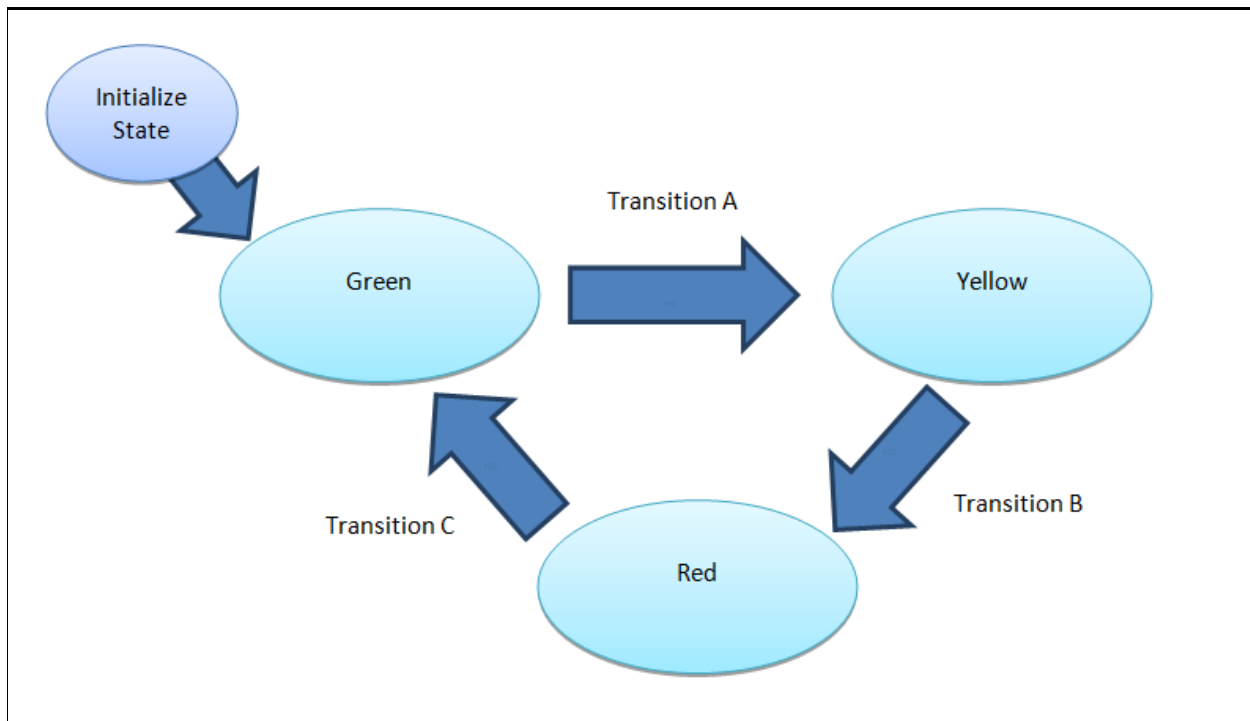 Initialize
State
Transition A
Green
Yellow
Transition B
Transition C
Red